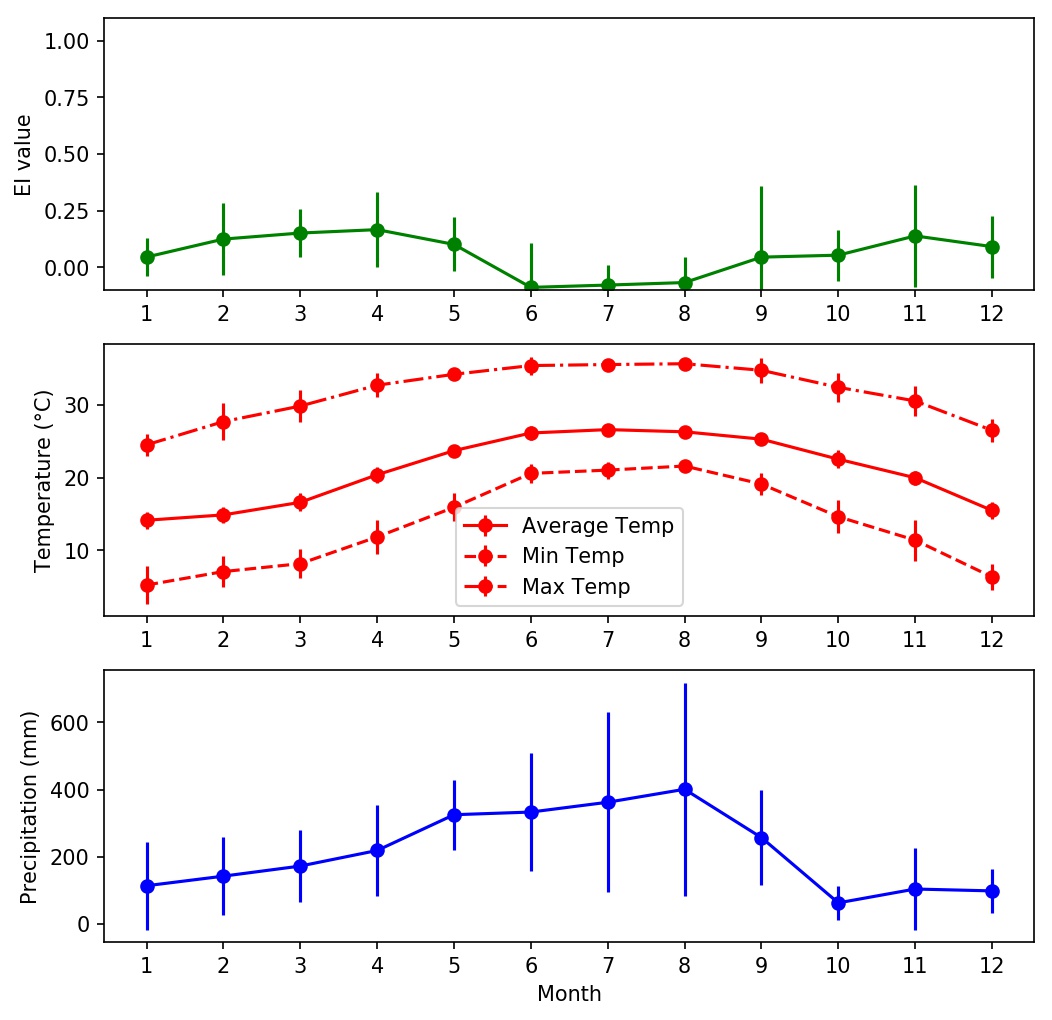 EI value
1.00
0.75
0.50
0.25
0.00
1 2 3 4 5 6 7 8 9 10 11 12
Temperature (°C)
30
20
10
Average Temp
Min Temp
Max Temp
1 2 3 4 5 6 7 8 9 10 11 12
Precipitation (mm)
600
400
200
0
1 2 3 4 5 6 7 8 9 10 11 12
Month